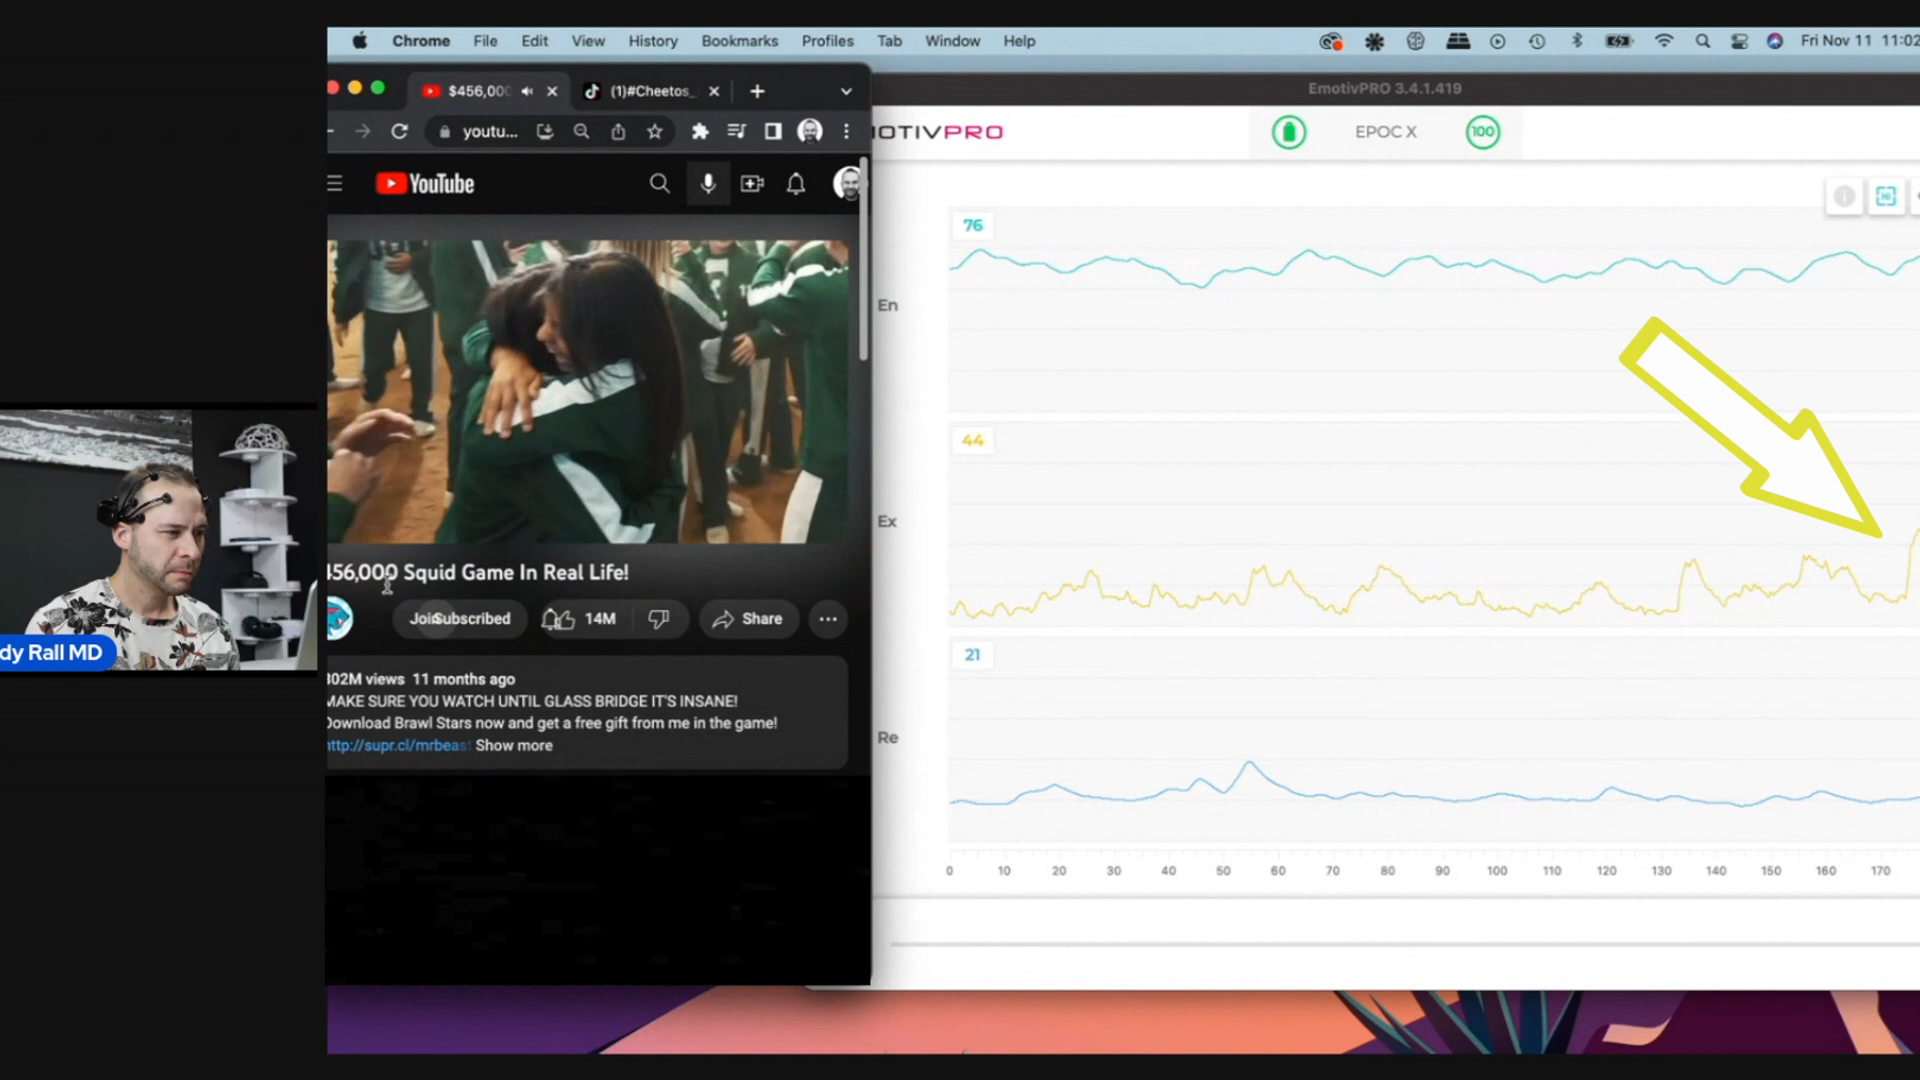 Chrome File Edit View History Bookmarks Profiles Tab Window Help
Fri Nov 11 11:02
$456,000
(1)#Cheetos_
EmotivPRO 3.4.1.419
youtu...
OTIVPRO
EPOC X
100
YouTube
76
En
44
Ex
21
Re
456,000 Squid Game In Real Life!
Join
Subscribed
14M
Share
302M views 11 months ago
MAKE SURE YOU WATCH UNTIL GLASS BRIDGE IT'S INSANE!
Download Brawl Stars now and get a free gift from me in the game!
http://supr.cl/mrbeast Show more
dy Rall MD
0 10 20 30 40 50 60 70 80 90 100 110 120 130 140 150 160 170